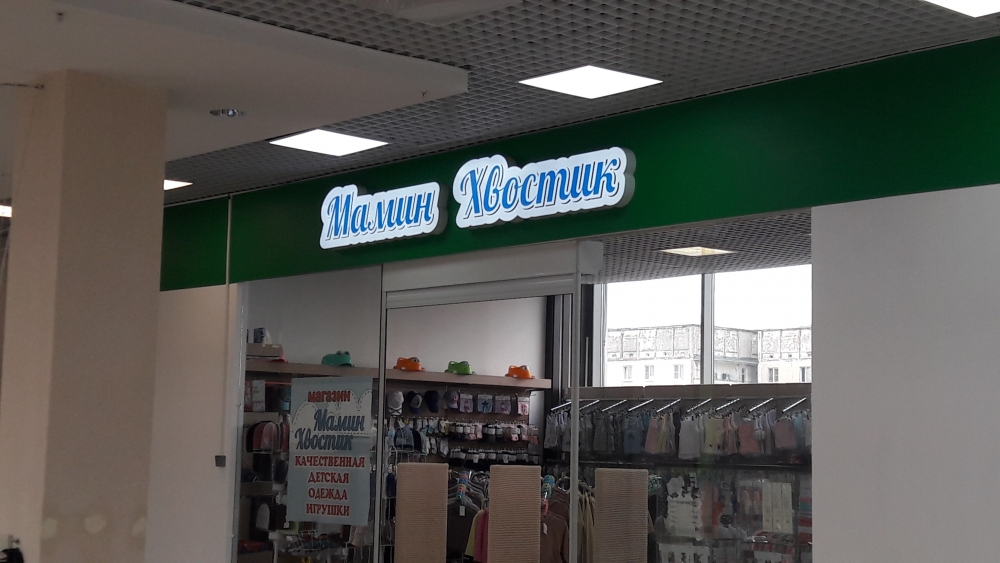 Мамин Хвостик
магазин
Мамин
Хвостик
КАЧЕСТВЕННАЯ
ДЕТСКАЯ
ОДЕЖДА
ИГРУШКИ